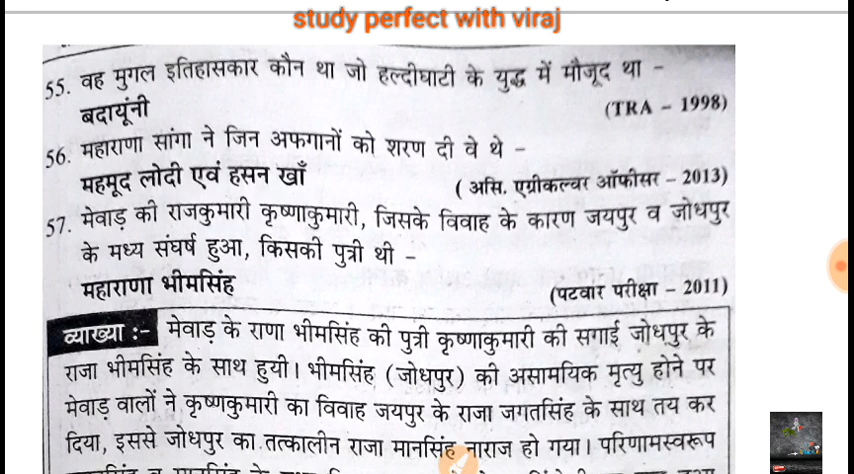 study perfect with viraj
55. वह मुगल इतिहासकार कौन था जो हल्दीघाटी के युद्ध में मौजूद था –
बदायूंनी (TRA – 1998)
56. महाराणा सांगा ने जिन अफगानों को शरण दी वे थे –
महमूद लोदी एवं हसन खाँ ( असि. एग्रीकल्चर ऑफीसर – 2013)
57. मेवाड़ की राजकुमारी कृष्णाकुमारी, जिसके विवाह के कारण जयपुर व जोधपुर
के मध्य संघर्ष हुआ, किसकी पुत्री थी –
महाराणा भीमसिंह (पटवार परीक्षा – 2011)
व्याख्या :- मेवाड़ के राणा भीमसिंह की पुत्री कृष्णाकुमारी की सगाई जोधपुर के
राजा भीमसिंह के साथ हुयी। भीमसिंह (जोधपुर) की असामयिक मृत्यु होने पर
मेवाड़ वालों ने कृष्णकुमारी का विवाह जयपुर के राजा जगतसिंह के साथ तय कर
दिया, इससे जोधपुर का तत्कालीन राजा मानसिंह नाराज हो गया। परिणामस्वरूप